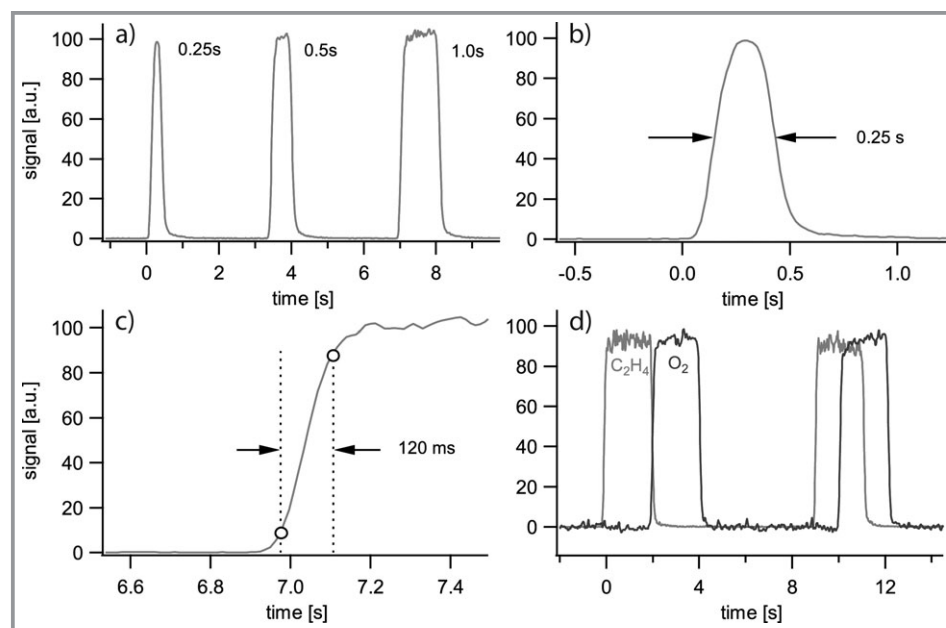 a)
0.25s
0.5s
1.0s
signal [a.u.]
100
80
60
40
20
0
0 2 4 6 8
time [s]
b)
0.25 s
100
80
60
40
20
0
-0.5 0.0 0.5 1.0
time [s]
c)
120 ms
signal [a.u.]
100
80
60
40
20
0
6.6 6.8 7.0 7.2 7.4
time [s]
d)
C₂H₄ O₂
100
80
60
40
20
0
0 4 8 12
time [s]